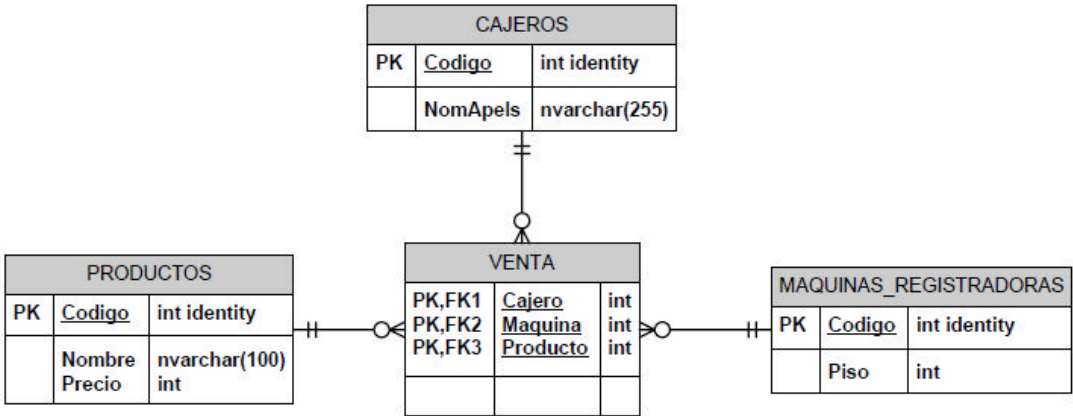 CAJEROS
PK Codigo int identity
NomApels nvarchar(255)
PRODUCTOS
PK Codigo int identity
Nombre nvarchar(100)
Precio int
VENTA
PK,FK1 Cajero int
PK,FK2 Maquina int
PK,FK3 Producto int
MAQUINAS_REGISTRADORAS
PK Codigo int identity
Piso int